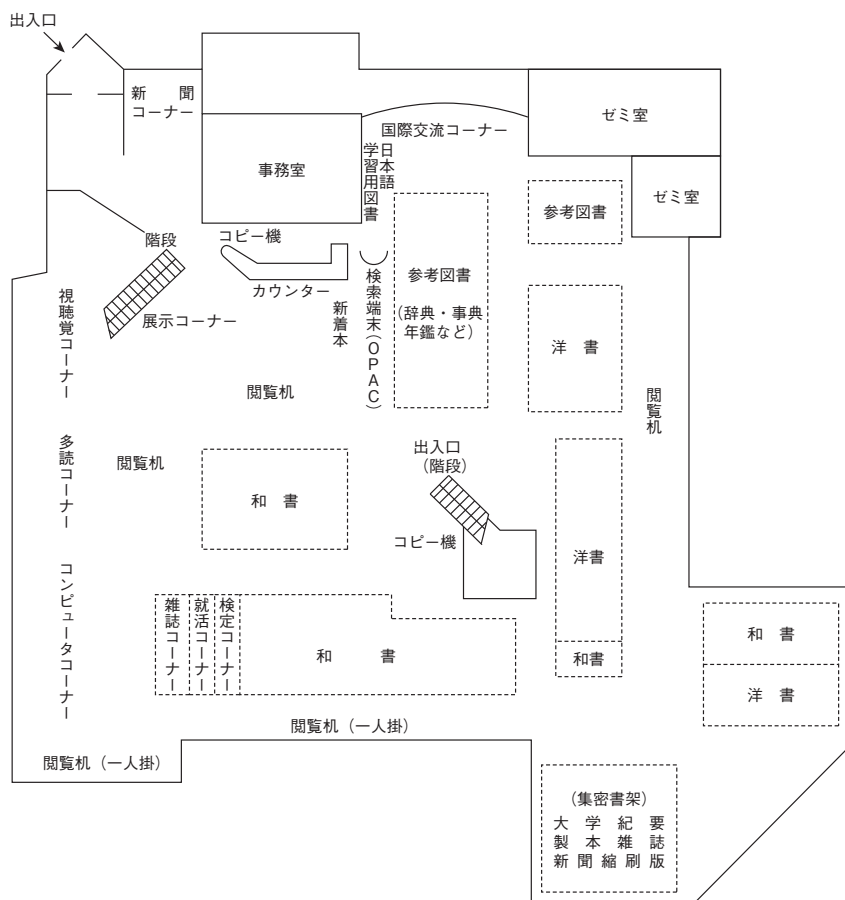 出入口
新聞
コーナー
国際交流コーナー
ゼミ室
事務室
日本語
学習用図書
ゼミ室
参考図書
階段
コピー機
カウンター
展示コーナー
新着本
検索端末(OPAC)
参考図書
(辞典・事典
年鑑など)
洋書
視聴覚コーナー
閲覧机
閲覧机
多読コーナー
閲覧机
出入口
(階段)
和書
コピー機
洋書
コンピュータコーナー
雑誌コーナー
就活コーナー
検定コーナー
和書
和書
和書
洋書
閲覧机(一人掛)
閲覧机(一人掛)
(集密書架)
大学紀要
製本雑誌
新聞縮刷版